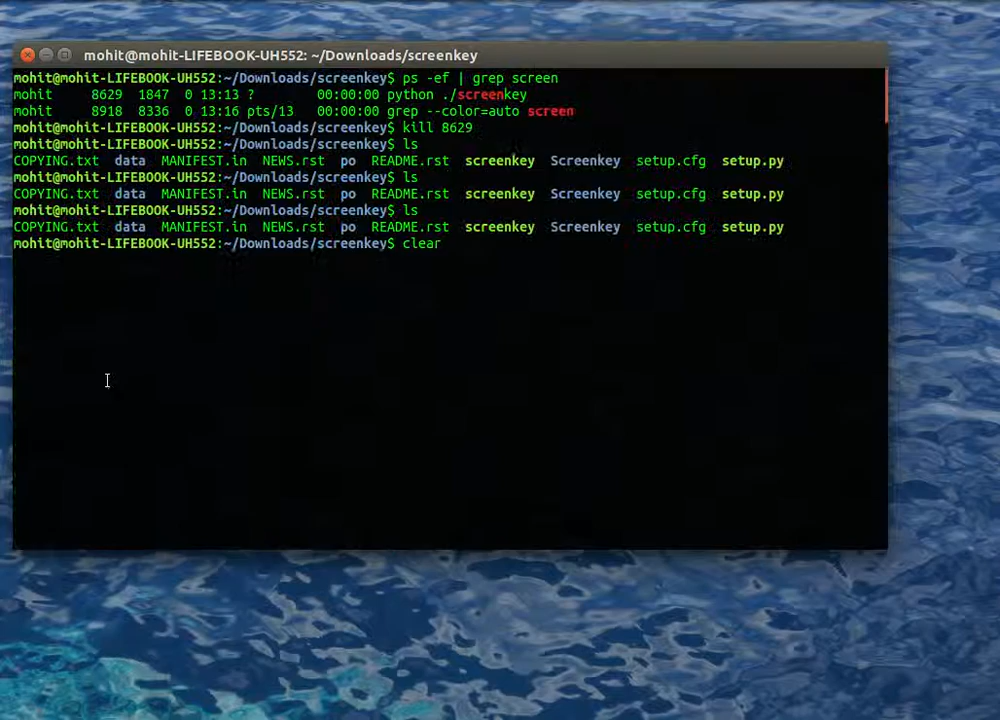 mohit@mohit-LIFEBOOK-UH552: ~/Downloads/screenkey
mohit@mohit-LIFEBOOK-UH552:~/Downloads/screenkey$ ps -ef | grep screen
mohit     8629  1847  0 13:13 ?        00:00:00 python ./screenkey
mohit     8918  8336  0 13:16 pts/13   00:00:00 grep --color=auto screen
mohit@mohit-LIFEBOOK-UH552:~/Downloads/screenkey$ kill 8629
mohit@mohit-LIFEBOOK-UH552:~/Downloads/screenkey$ ls
COPYING.txt  data  MANIFEST.in  NEWS.rst  po  README.rst  screenkey  Screenkey  setup.cfg  setup.py
mohit@mohit-LIFEBOOK-UH552:~/Downloads/screenkey$ ls
COPYING.txt  data  MANIFEST.in  NEWS.rst  po  README.rst  screenkey  Screenkey  setup.cfg  setup.py
mohit@mohit-LIFEBOOK-UH552:~/Downloads/screenkey$ ls
COPYING.txt  data  MANIFEST.in  NEWS.rst  po  README.rst  screenkey  Screenkey  setup.cfg  setup.py
mohit@mohit-LIFEBOOK-UH552:~/Downloads/screenkey$ clear